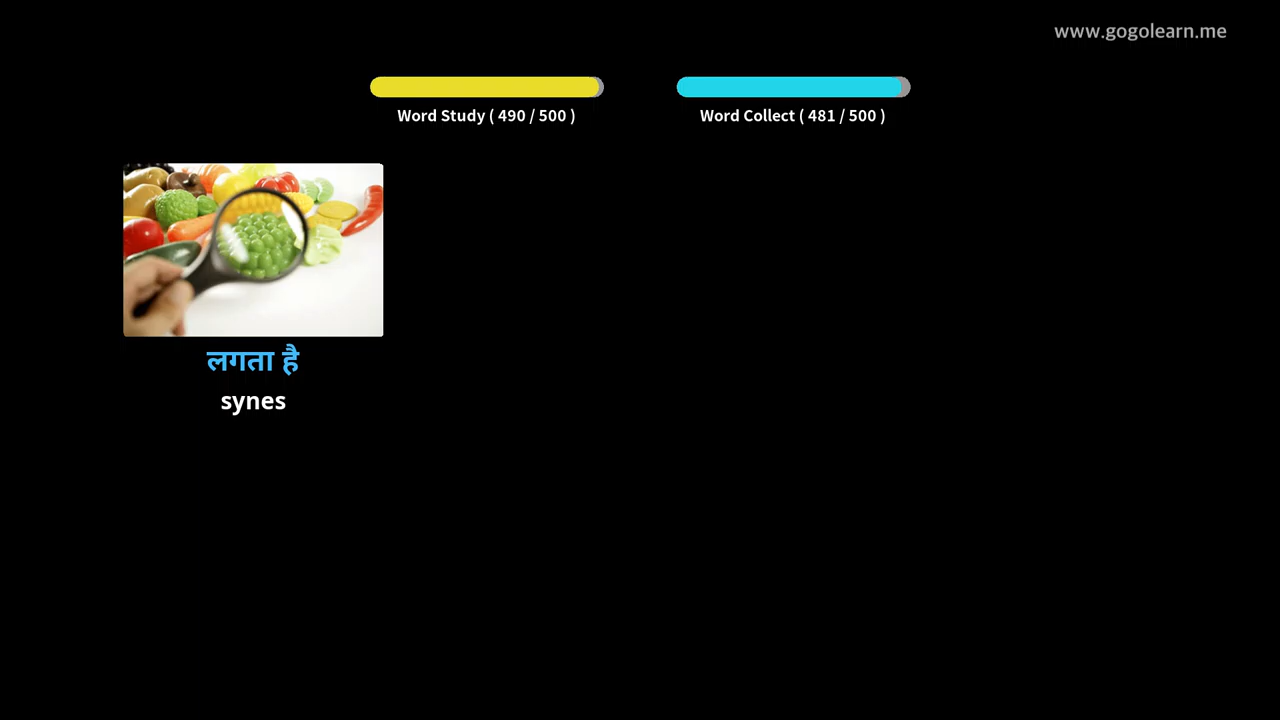 www.gogolearn.me
Word Study ( 490 / 500 )
Word Collect ( 481 / 500 )
लगता है
synes